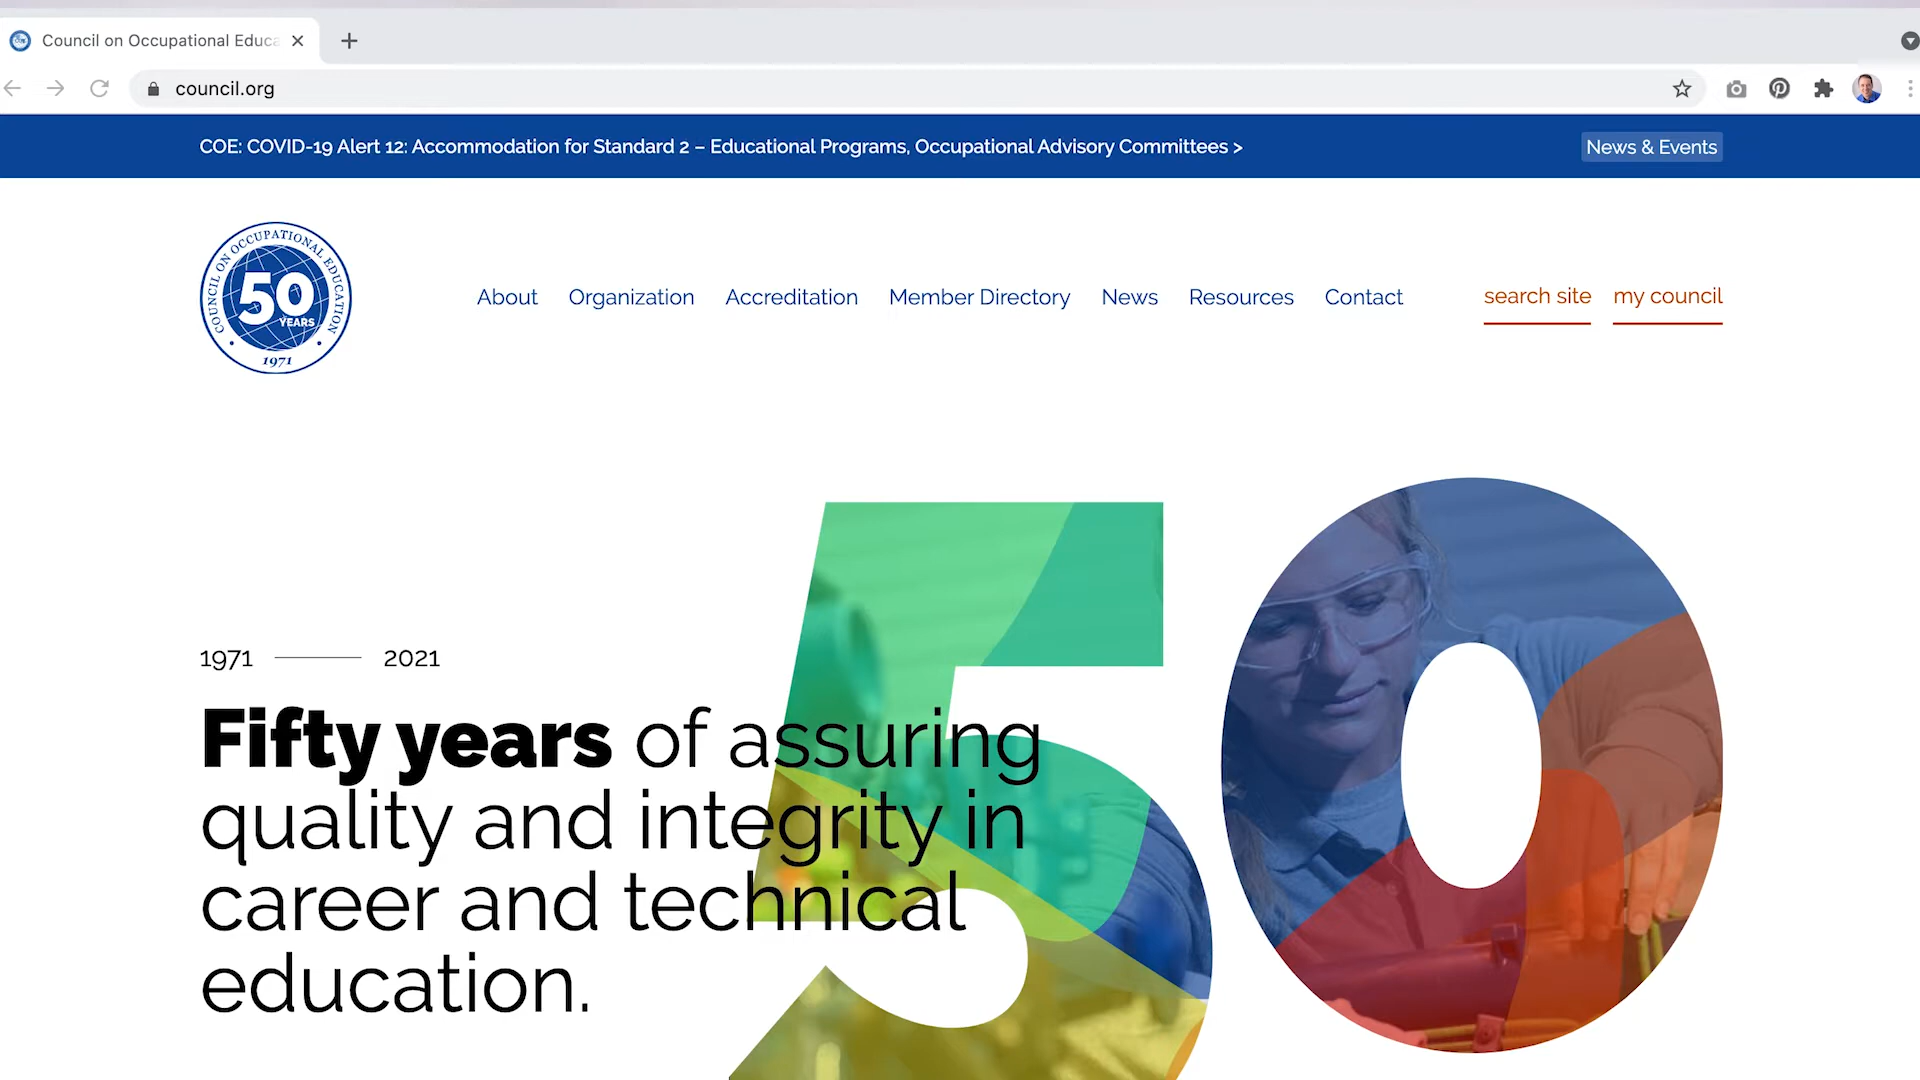 Council on Occupational Educa
council.org
COE: COVID-19 Alert 12: Accommodation for Standard 2 – Educational Programs, Occupational Advisory Committees >
News & Events
COUNCIL ON OCCUPATIONAL EDUCATION
50
YEARS
1971
About
Organization
Accreditation
Member Directory
News
Resources
Contact
search site
my council
50
1971
2021
Fifty years of assuring
quality and integrity in
career and technical
education.